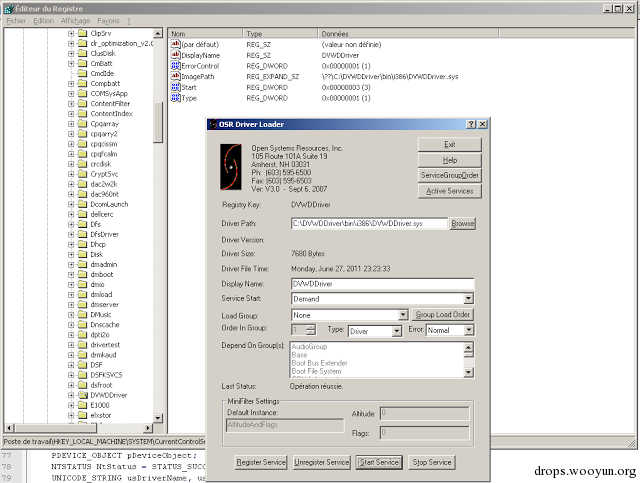 Éditeur du Registre
Fichier Edition Affichage Favoris ?
ClipSrv
clr_optimization_v2.0
ClusDisk
CmBatt
CmdIde
Compbatt
COMSysApp
ContentFilter
ContentIndex
Cpqarray
cpqarry2
cpqcissm
cpqfcalm
crcdisk
CryptSvc
dac2w2k
dac960nt
DcomLaunch
dellcerc
Dfs
DfsDriver
Dhcp
Disk
dmadmin
dmboot
dmio
dmload
dmserver
DMusic
Dnscache
dpti2o
drivertest
drmkaud
DSF
DSFKSVCS
dsfroot
DVWDDriver
E1000
elxstor
Nom Type Données
(par défaut) REG_SZ (valeur non définie)
DisplayName REG_SZ DVWDDriver
ErrorControl REG_DWORD 0x00000001 (1)
ImagePath REG_EXPAND_SZ \??\C:\DVWDDriver\bin\i386\DVWDDriver.sys
Start REG_DWORD 0x00000003 (3)
Type REG_DWORD 0x00000001 (1)
OSR Driver Loader
Open Systems Resources, Inc.
105 Route 101A Suite 19
Amherst, NH 03031
Ph: (603) 595-6500
Fax: (603) 595-6503
Ver: V3.0 - Sept 6, 2007
Exit
Help
ServiceGroupOrder
Active Services
Registry Key: DVWDDriver
Driver Path: C:\DVWDDriver\bin\i386\DVWDDriver.sys Browse
Driver Version:
Driver Size: 7680 Bytes
Driver File Time: Monday, June 27, 2011 23:23:33
Display Name: DVWDDriver
Service Start: Demand
Load Group: None Group Load Order
Order In Group: 1 Type: Driver Error: Normal
Depend On Group(s): AudioGroup
Base
Boot Bus Extender
Boot File System
Last Status: Opération réussie.
MiniFilter Settings
Default Instance: Altitude: 0
AltitudeAndFlags
Flags: 0
Register Service Unregister Service Start Service Stop Service
Poste de travail\HKEY_LOCAL_MACHINE\SYSTEM\CurrentControlSe
77 PDEVICE_OBJECT pDeviceObject;
78 NTSTATUS NtStatus = STATUS_SUCC
79 UNICODE_STRING usDriverName, us
drops.wooyun.org